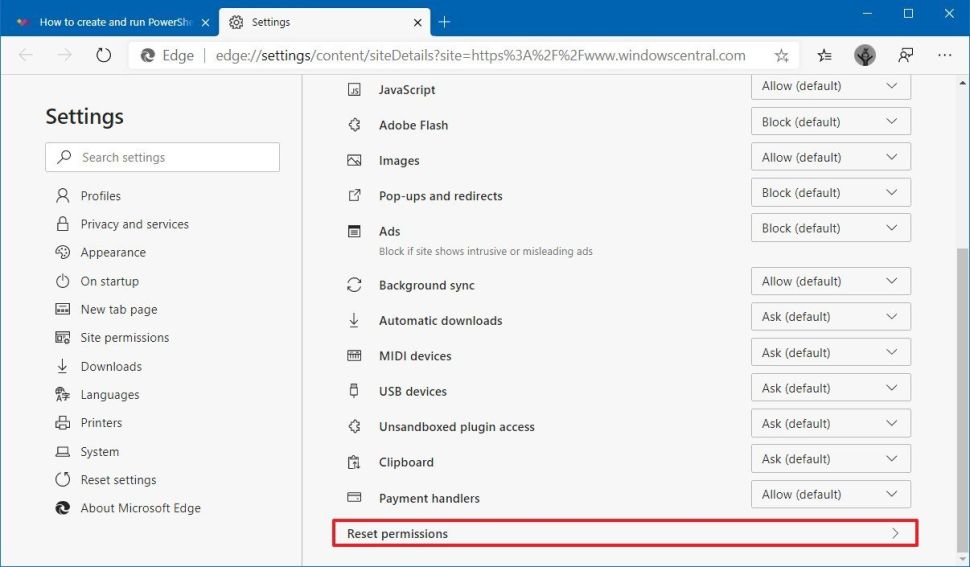 How to create and run PowerShe
Settings
Edge
edge://settings/content/siteDetails?site=https%3A%2F%2Fwww.windowscentral.com
Settings
Search settings
Profiles
Privacy and services
Appearance
On startup
New tab page
Site permissions
Downloads
Languages
Printers
System
Reset settings
About Microsoft Edge
JavaScript
Allow (default)
Adobe Flash
Block (default)
Images
Allow (default)
Pop-ups and redirects
Block (default)
Ads
Block (default)
Block if site shows intrusive or misleading ads
Background sync
Allow (default)
Automatic downloads
Ask (default)
MIDI devices
Ask (default)
USB devices
Ask (default)
Unsandboxed plugin access
Ask (default)
Clipboard
Ask (default)
Payment handlers
Allow (default)
Reset permissions